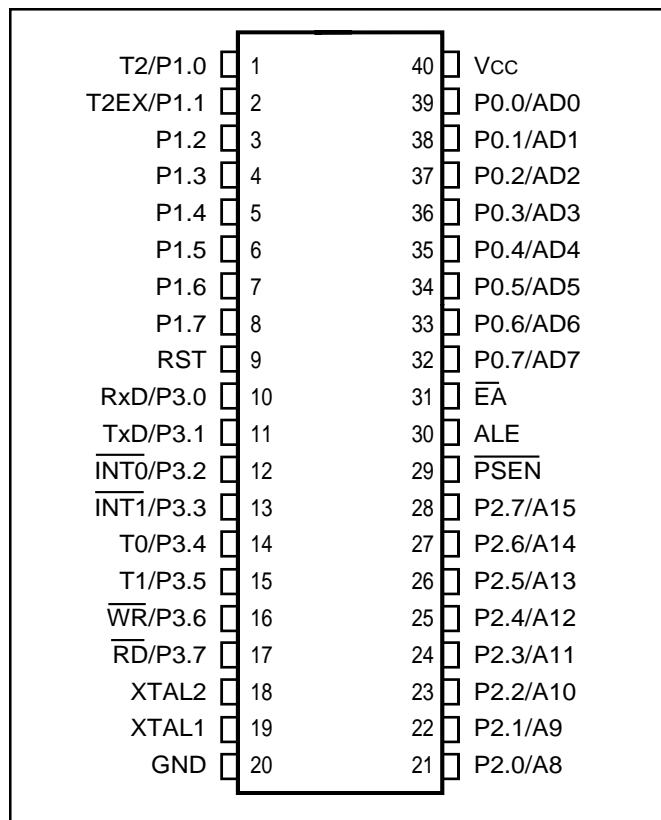 T2/P1.0 1 40 Vcc
T2EX/P1.1 2 39 P0.0/AD0
P1.2 3 38 P0.1/AD1
P1.3 4 37 P0.2/AD2
P1.4 5 36 P0.3/AD3
P1.5 6 35 P0.4/AD4
P1.6 7 34 P0.5/AD5
P1.7 8 33 P0.6/AD6
RST 9 32 P0.7/AD7
RxD/P3.0 10 31 E̅A̅
TxD/P3.1 11 30 ALE
I̅N̅T̅0̅/P3.2 12 29 P̅S̅E̅N̅
I̅N̅T̅1̅/P3.3 13 28 P2.7/A15
T0/P3.4 14 27 P2.6/A14
T1/P3.5 15 26 P2.5/A13
W̅R̅/P3.6 16 25 P2.4/A12
R̅D̅/P3.7 17 24 P2.3/A11
XTAL2 18 23 P2.2/A10
XTAL1 19 22 P2.1/A9
GND 20 21 P2.0/A8